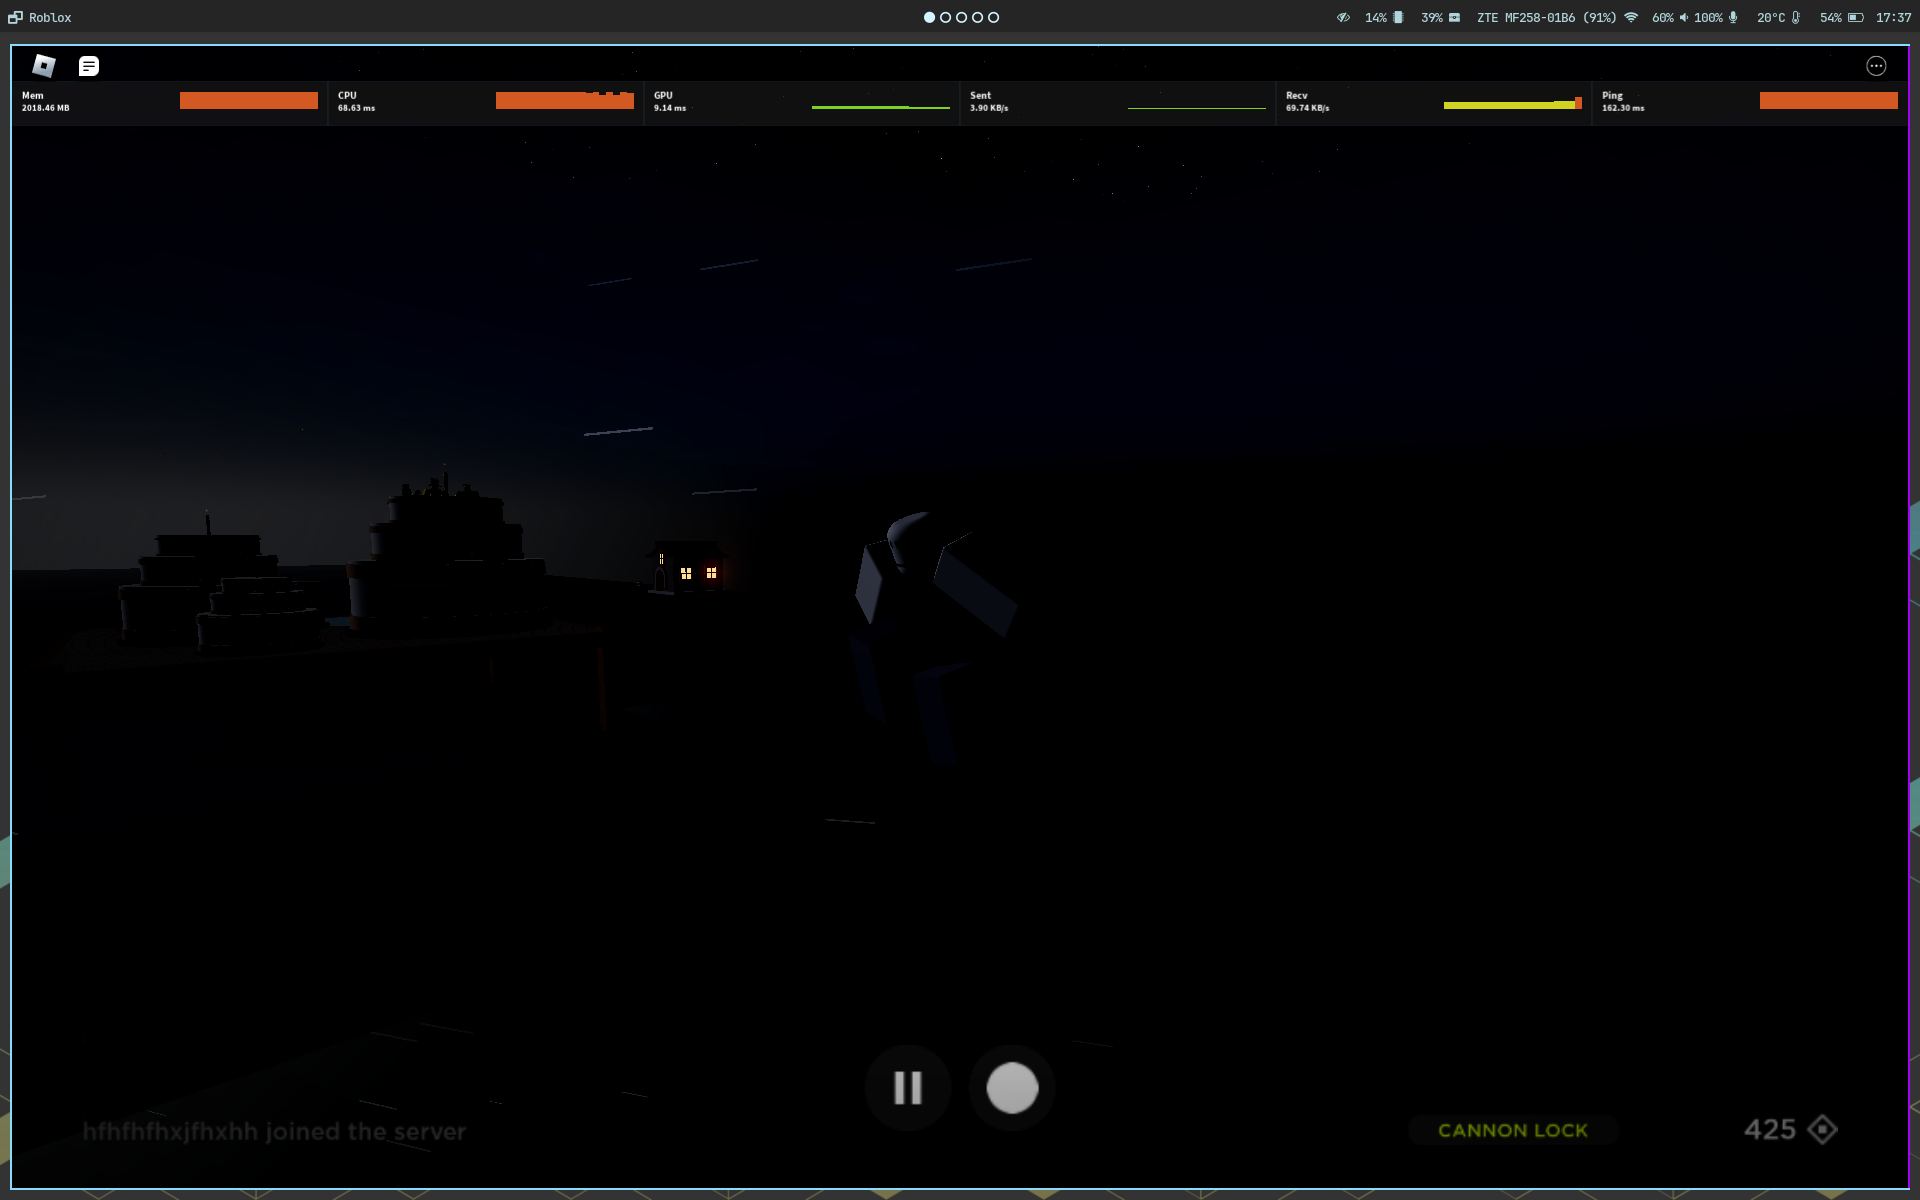 Roblox
14% 39% ZTE MF258-01B6 (91%) 60% 100% 20°C 54% 17:37
Mem CPU GPU Sent Recv Ping
2018.46 MB 68.63 ms 9.14 ms 3.90 KB/s 69.74 KB/s 162.30 ms
hfhfhfhxjfhxhh joined the server
CANNON LOCK
425